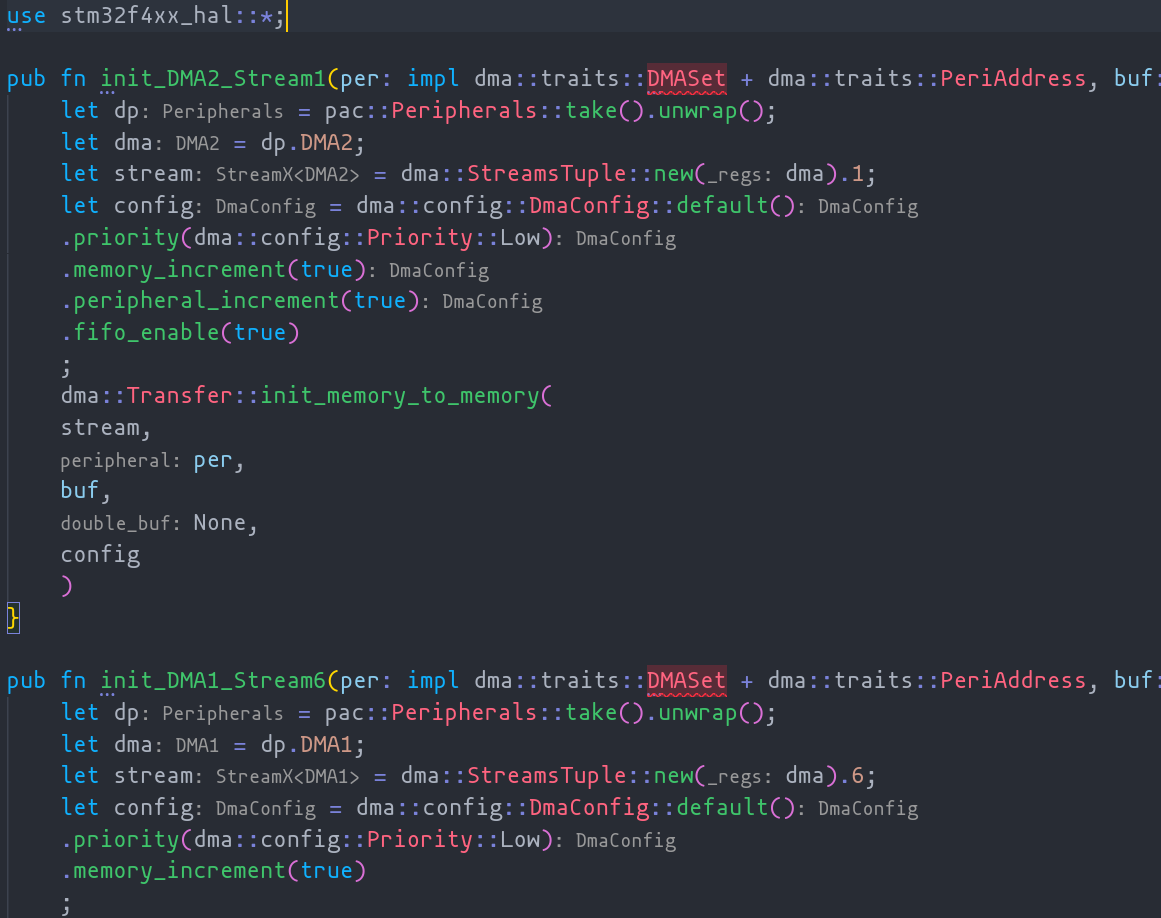 use stm32f4xx_hal::*;
pub fn init_DMA2_Stream1(per: impl dma::traits::DMASet + dma::traits::PeriAddress, buf:
let dp: Peripherals = pac::Peripherals::take().unwrap();
let dma: DMA2 = dp.DMA2;
let stream: StreamX<DMA2> = dma::StreamsTuple::new(_regs: dma).1;
let config: DmaConfig = dma::config::DmaConfig::default(): DmaConfig
.priority(dma::config::Priority::Low): DmaConfig
.memory_increment(true): DmaConfig
.peripheral_increment(true): DmaConfig
.fifo_enable(true)
;
dma::Transfer::init_memory_to_memory(
stream,
peripheral: per,
buf,
double_buf: None,
config
)
}
pub fn init_DMA1_Stream6(per: impl dma::traits::DMASet + dma::traits::PeriAddress, buf:
let dp: Peripherals = pac::Peripherals::take().unwrap();
let dma: DMA1 = dp.DMA1;
let stream: StreamX<DMA1> = dma::StreamsTuple::new(_regs: dma).6;
let config: DmaConfig = dma::config::DmaConfig::default(): DmaConfig
.priority(dma::config::Priority::Low): DmaConfig
.memory_increment(true)
;